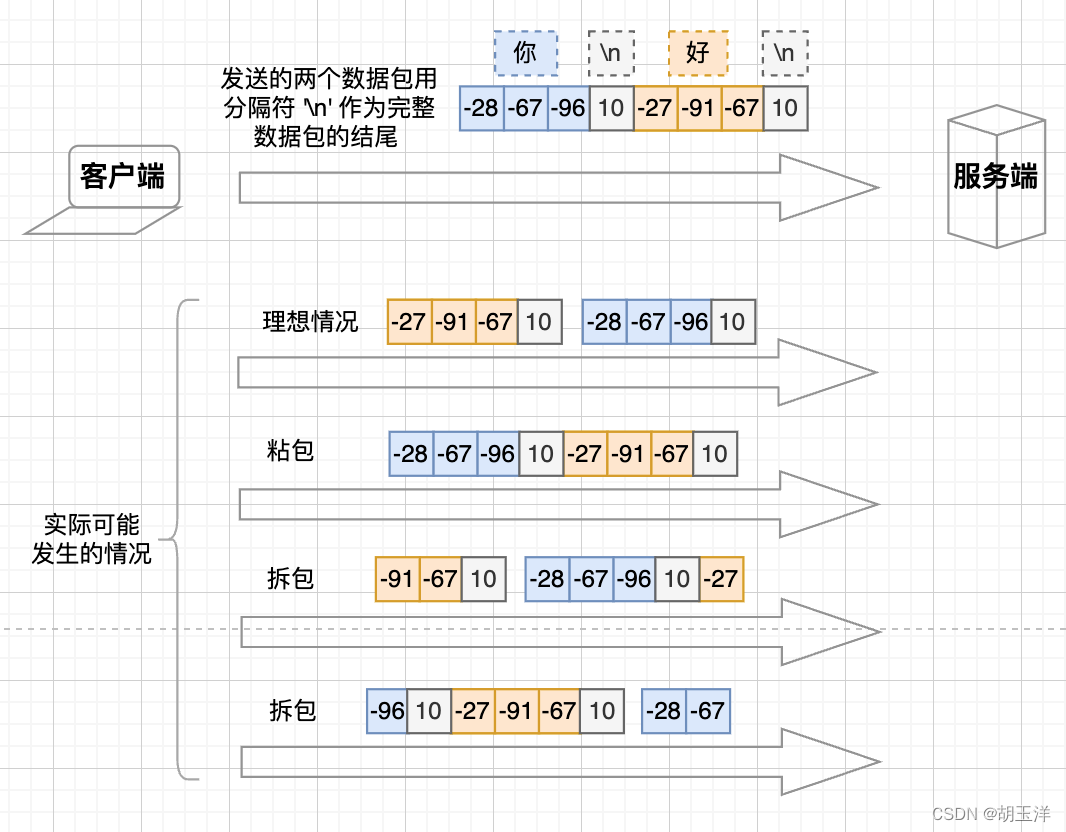 你 \n 好 \n
发送的两个数据包用
分隔符 '\n' 作为完整
数据包的结尾
-28 -67 -96 10 -27 -91 -67 10
客户端
服务端
理想情况
-27 -91 -67 10 -28 -67 -96 10
粘包
-28 -67 -96 10 -27 -91 -67 10
实际可能
发生的情况
拆包
-91 -67 10 -28 -67 -96 10 -27
拆包
-96 10 -27 -91 -67 10 -28 -67
CSDN @胡玉洋